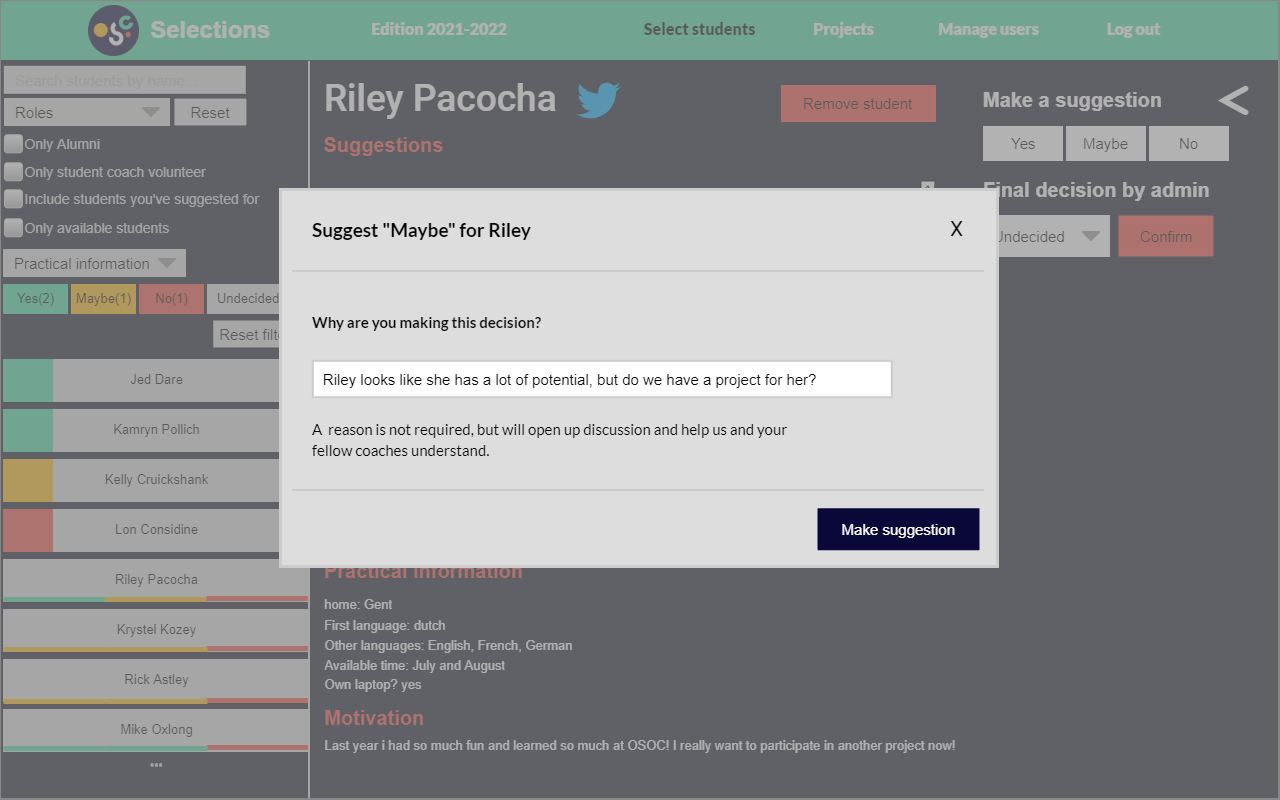 OSC Selections
Edition 2021-2022
Select students
Projects
Manage users
Log out
Search students by name
Roles
Reset
Only Alumni
Only student coach volunteer
Include students you've suggested for
Only available students
Practical information
Yes(2)
Maybe(1)
No(1)
Undecided
Reset
Jed Dare
Kamryn Pollich
Kelly Cruickshank
Lon Considine
Riley Pacocha
Krystel Kozey
Rick Astley
Mike Oxlong
...
Riley Pacocha
Remove student
Suggestions
Make a suggestion
<
Yes
Maybe
No
Final decision by admin
Undecided
Confirm
Suggest "Maybe" for Riley
X
Why are you making this decision?
Riley looks like she has a lot of potential, but do we have a project for her?
A reason is not required, but will open up discussion and help us and your
fellow coaches understand.
Make suggestion
Practical information
home: Gent
First language: dutch
Other languages: English, French, German
Available time: July and August
Own laptop? yes
Motivation
Last year i had so much fun and learned so much at OSOC! I really want to participate in another project now!